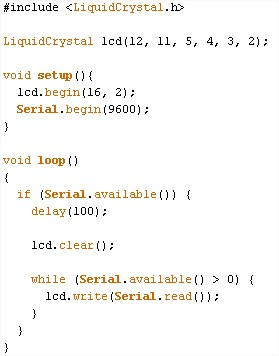 #include <LiquidCrystal.h>

LiquidCrystal lcd(12, 11, 5, 4, 3, 2);

void setup(){
  lcd.begin(16, 2);
  Serial.begin(9600);
}

void loop()
{
  if (Serial.available()) {
    delay(100);

    lcd.clear();

    while (Serial.available() > 0) {
      lcd.write(Serial.read());
    }
  }
}